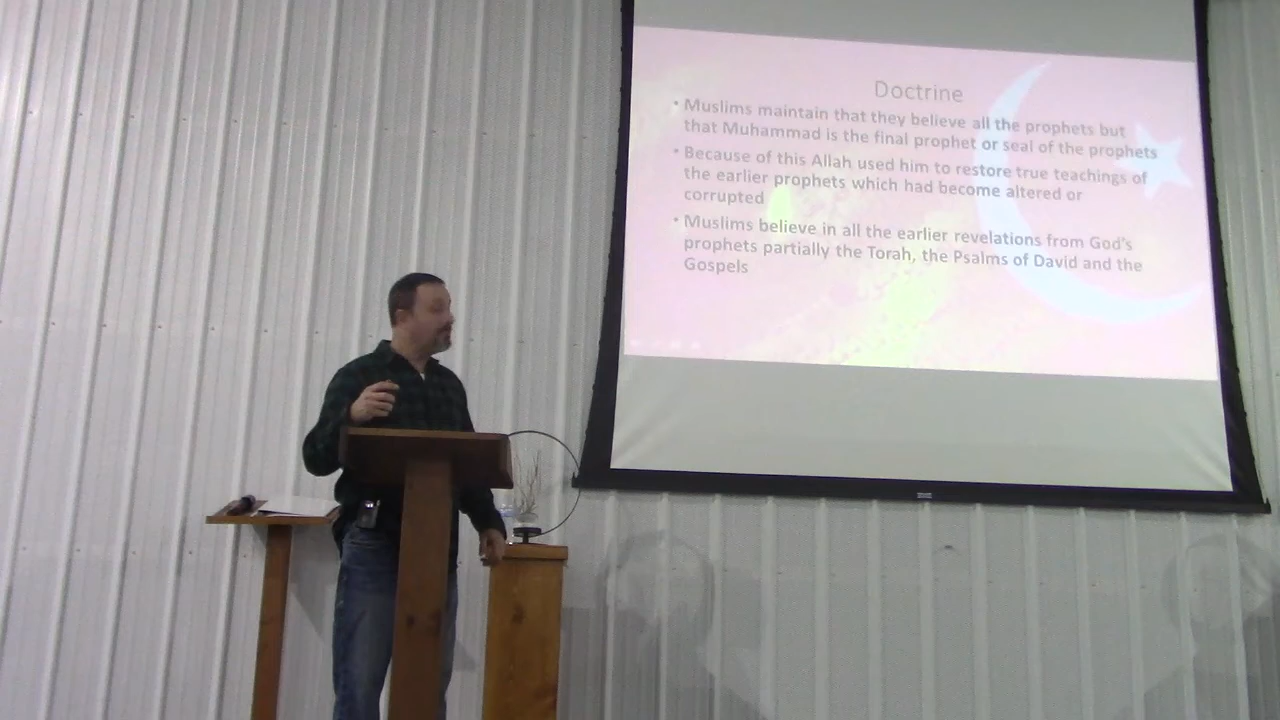 Doctrine
• Muslims maintain that they believe all the prophets but
that Muhammad is the final prophet or seal of the prophets
• Because of this Allah used him to restore true teachings of
the earlier prophets which had become altered or
corrupted
• Muslims believe in all the earlier revelations from God's
prophets partially the Torah, the Psalms of David and the
Gospels